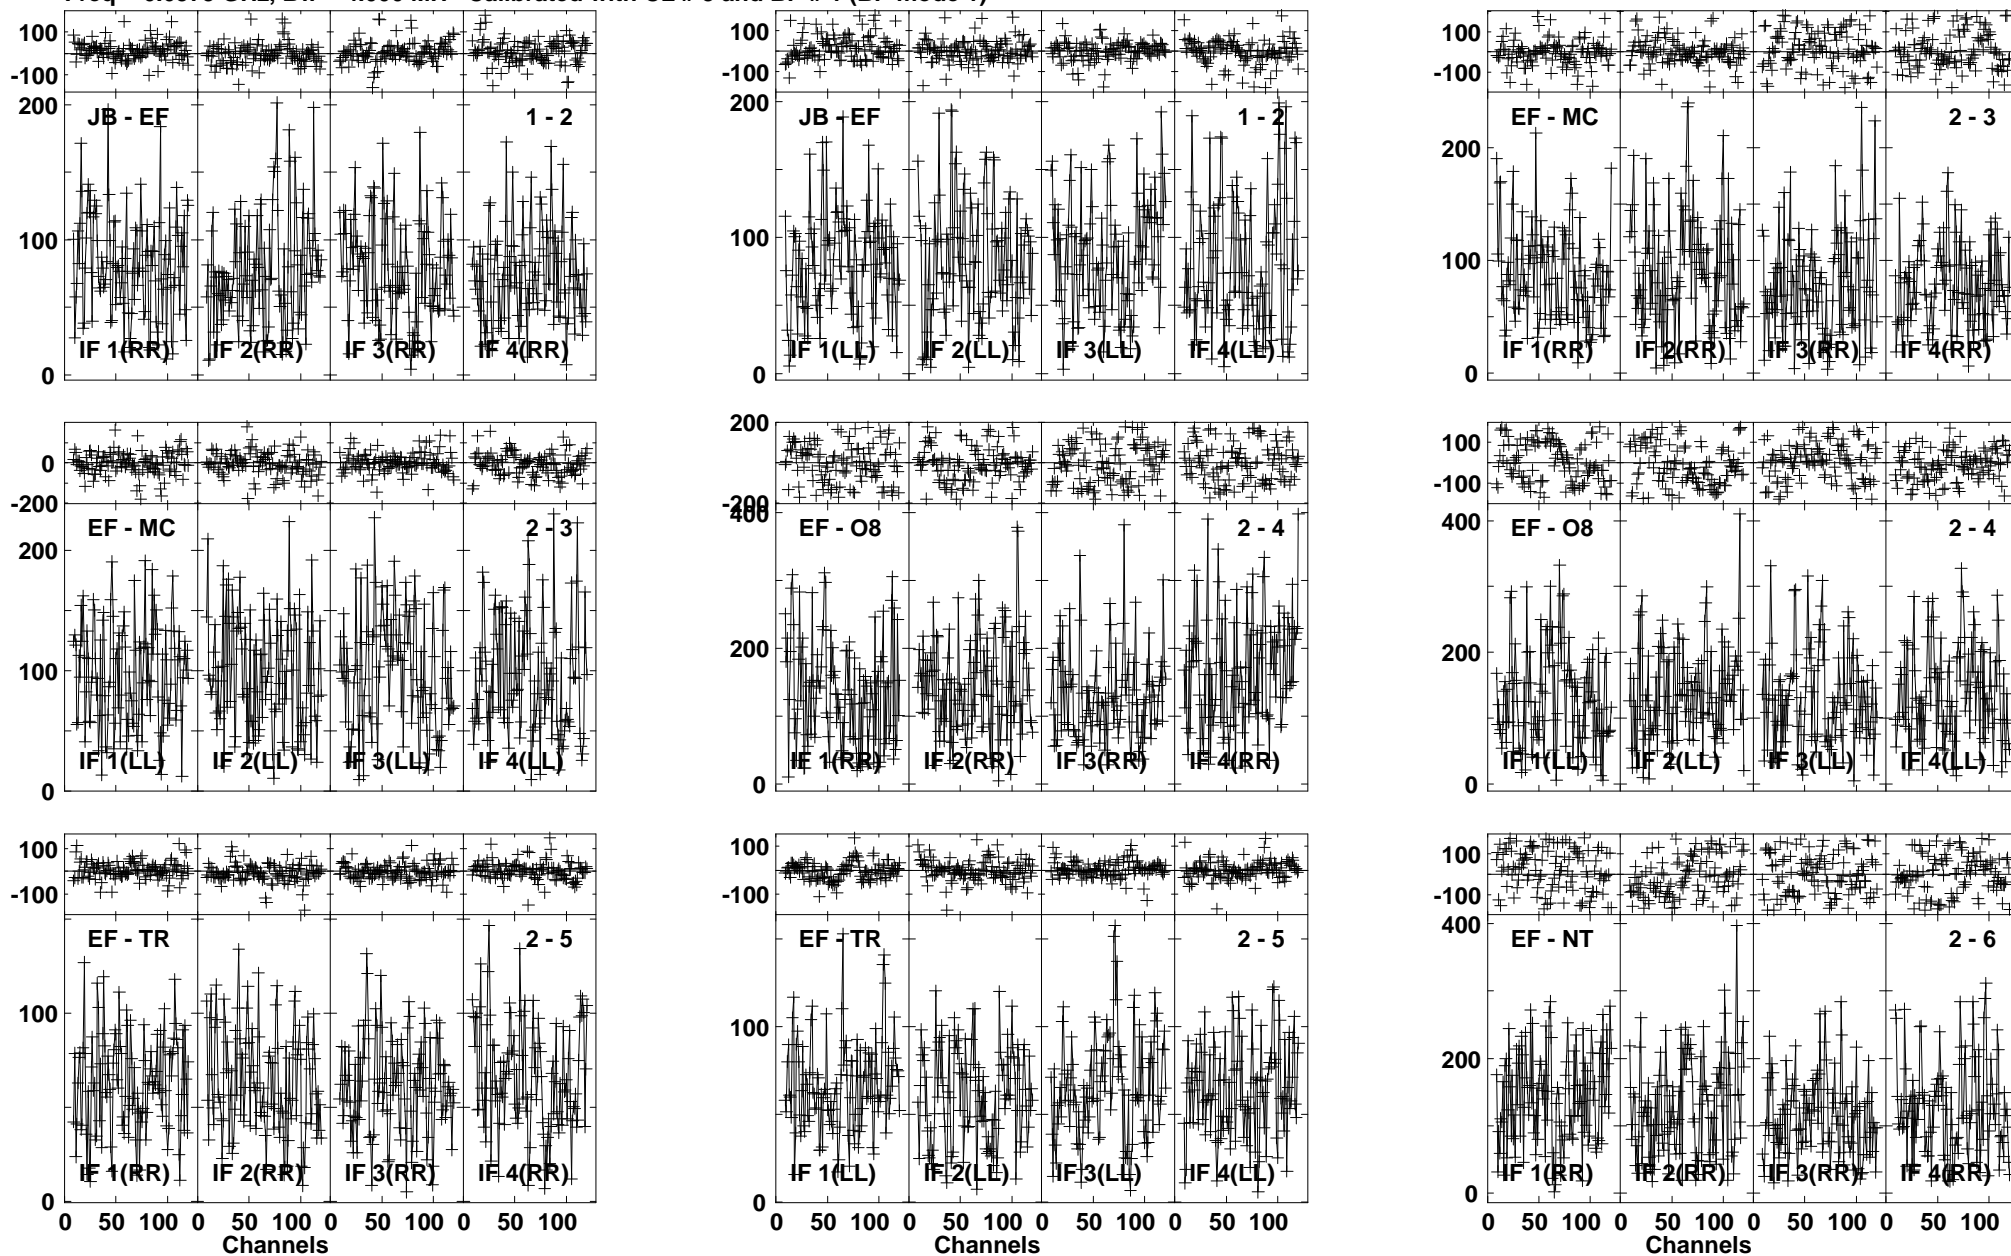 100
-100
200
100
0
JB - EF
1 - 2
IF 1(RR)
IF 2(RR)
IF 3(RR)
IF 4(RR)
100
-100
200
100
0
JB - EF
1 - 2
IF 1(LL)
IF 2(LL)
IF 3(LL)
IF 4(LL)
100
-100
200
100
0
EF - MC
2 - 3
IF 1(RR)
IF 2(RR)
IF 3(RR)
IF 4(RR)
0
-200
200
100
0
EF - MC
2 - 3
IF 1(LL)
IF 2(LL)
IF 3(LL)
IF 4(LL)
200
0
-200
400
200
0
EF - O8
2 - 4
IF 1(RR)
IF 2(RR)
IF 3(RR)
IF 4(RR)
100
-100
400
200
0
EF - O8
2 - 4
IF 1(LL)
IF 2(LL)
IF 3(LL)
IF 4(LL)
100
-100
100
0
EF - TR
2 - 5
IF 1(RR)
IF 2(RR)
IF 3(RR)
IF 4(RR)
0 50 100 0 50 100 0 50 100 0 50 100
Channels
100
-100
100
0
EF - TR
2 - 5
IF 1(LL)
IF 2(LL)
IF 3(LL)
IF 4(LL)
0 50 100 0 50 100 0 50 100 0 50 100
Channels
100
-100
400
200
0
EF - NT
2 - 6
IF 1(RR)
IF 2(RR)
IF 3(RR)
IF 4(RR)
0 50 100 0 50 100 0 50 100 0 50 100
Channels